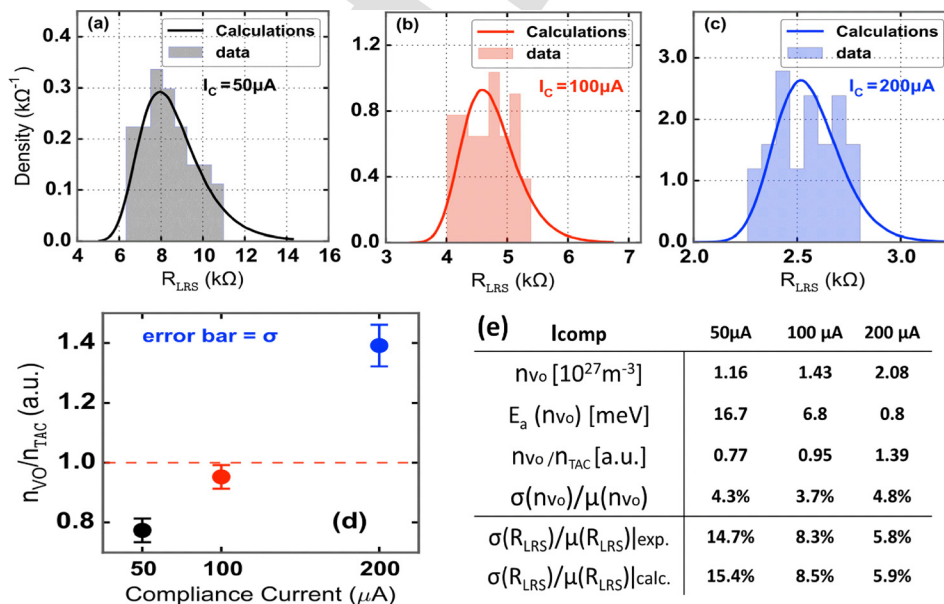 (a)
Calculations
data
I_C=50μA
Density (kΩ⁻¹)
0.4
0.3
0.2
0.1
0.0
4 6 8 10 12 14 16
R_LRS (kΩ)
(b)
Calculations
data
I_C=100μA
1.2
0.8
0.4
0.0
3 4 5 6 7
R_LRS (kΩ)
(c)
Calculations
data
I_C=200μA
3.0
2.0
1.0
0.0
2.0 2.5 3.0
R_LRS (kΩ)
error bar = σ
n_VO/n_TAC (a.u.)
1.4
1.2
1.0
0.8
(d)
50 100 200
Compliance Current (μA)
(e) Icomp 50μA 100 μA 200 μA
n_Vo [10²⁷m⁻³] 1.16 1.43 2.08
E_a (n_Vo) [meV] 16.7 6.8 0.8
n_Vo/n_TAC [a.u.] 0.77 0.95 1.39
σ(n_Vo)/μ(n_Vo) 4.3% 3.7% 4.8%
σ(R_LRS)/μ(R_LRS)|exp. 14.7% 8.3% 5.8%
σ(R_LRS)/μ(R_LRS)|calc. 15.4% 8.5% 5.9%